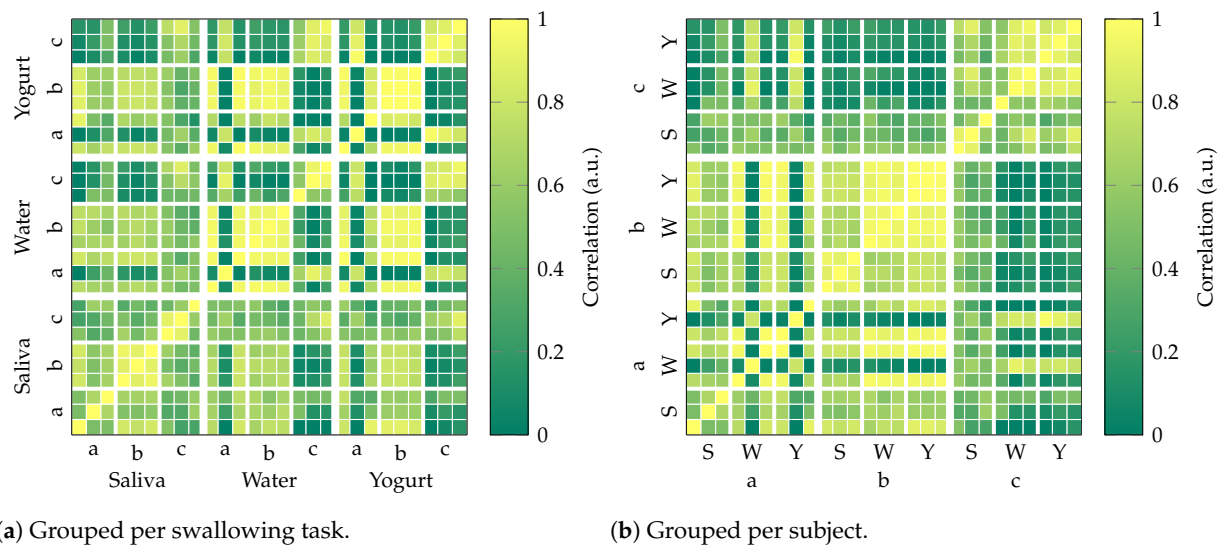 1
0.8
0.6
0.4
0.2
0
Correlation (a.u.)
Yogurt
Water
Saliva
c
b
a
c
b
a
c
b
a
a b c a b c a b c
Saliva Water Yogurt
1
0.8
0.6
0.4
0.2
0
Correlation (a.u.)
c
b
a
Y
W
S
Y
W
S
Y
W
S
S W Y S W Y S W Y
a b c
(a) Grouped per swallowing task.
(b) Grouped per subject.